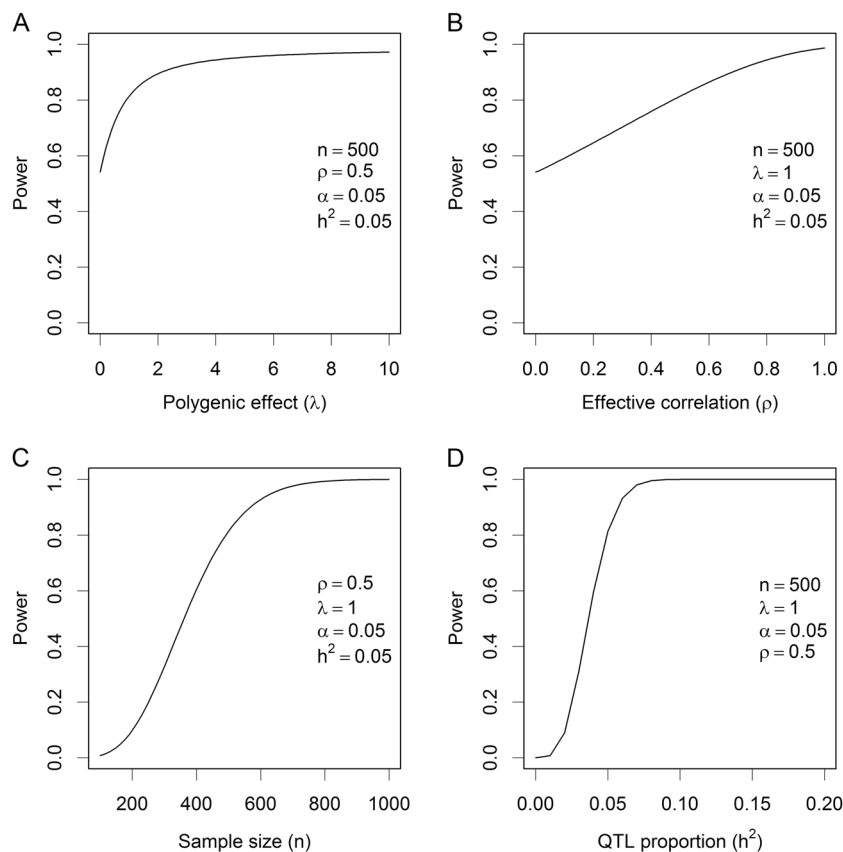 A
1.0
0.8
0.6
0.4
0.2
0.0
Power
n = 500
ρ = 0.5
α = 0.05
h² = 0.05
0 2 4 6 8 10
Polygenic effect (λ)
B
1.0
0.8
0.6
0.4
0.2
0.0
Power
n = 500
λ = 1
α = 0.05
h² = 0.05
0.0 0.2 0.4 0.6 0.8 1.0
Effective correlation (ρ)
C
1.0
0.8
0.6
0.4
0.2
0.0
Power
ρ = 0.5
λ = 1
α = 0.05
h² = 0.05
200 400 600 800 1000
Sample size (n)
D
1.0
0.8
0.6
0.4
0.2
0.0
Power
n = 500
λ = 1
α = 0.05
ρ = 0.5
0.00 0.05 0.10 0.15 0.20
QTL proportion (h²)